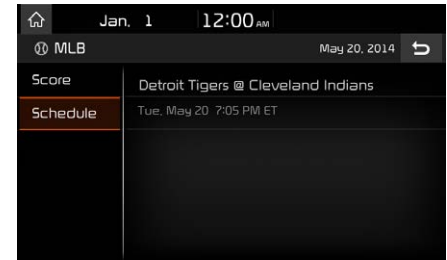 Jan. 1 12:00 AM
MLB May 20, 2014
Score
Schedule
Detroit Tigers @ Cleveland Indians
Tue, May 20 7:05 PM ET